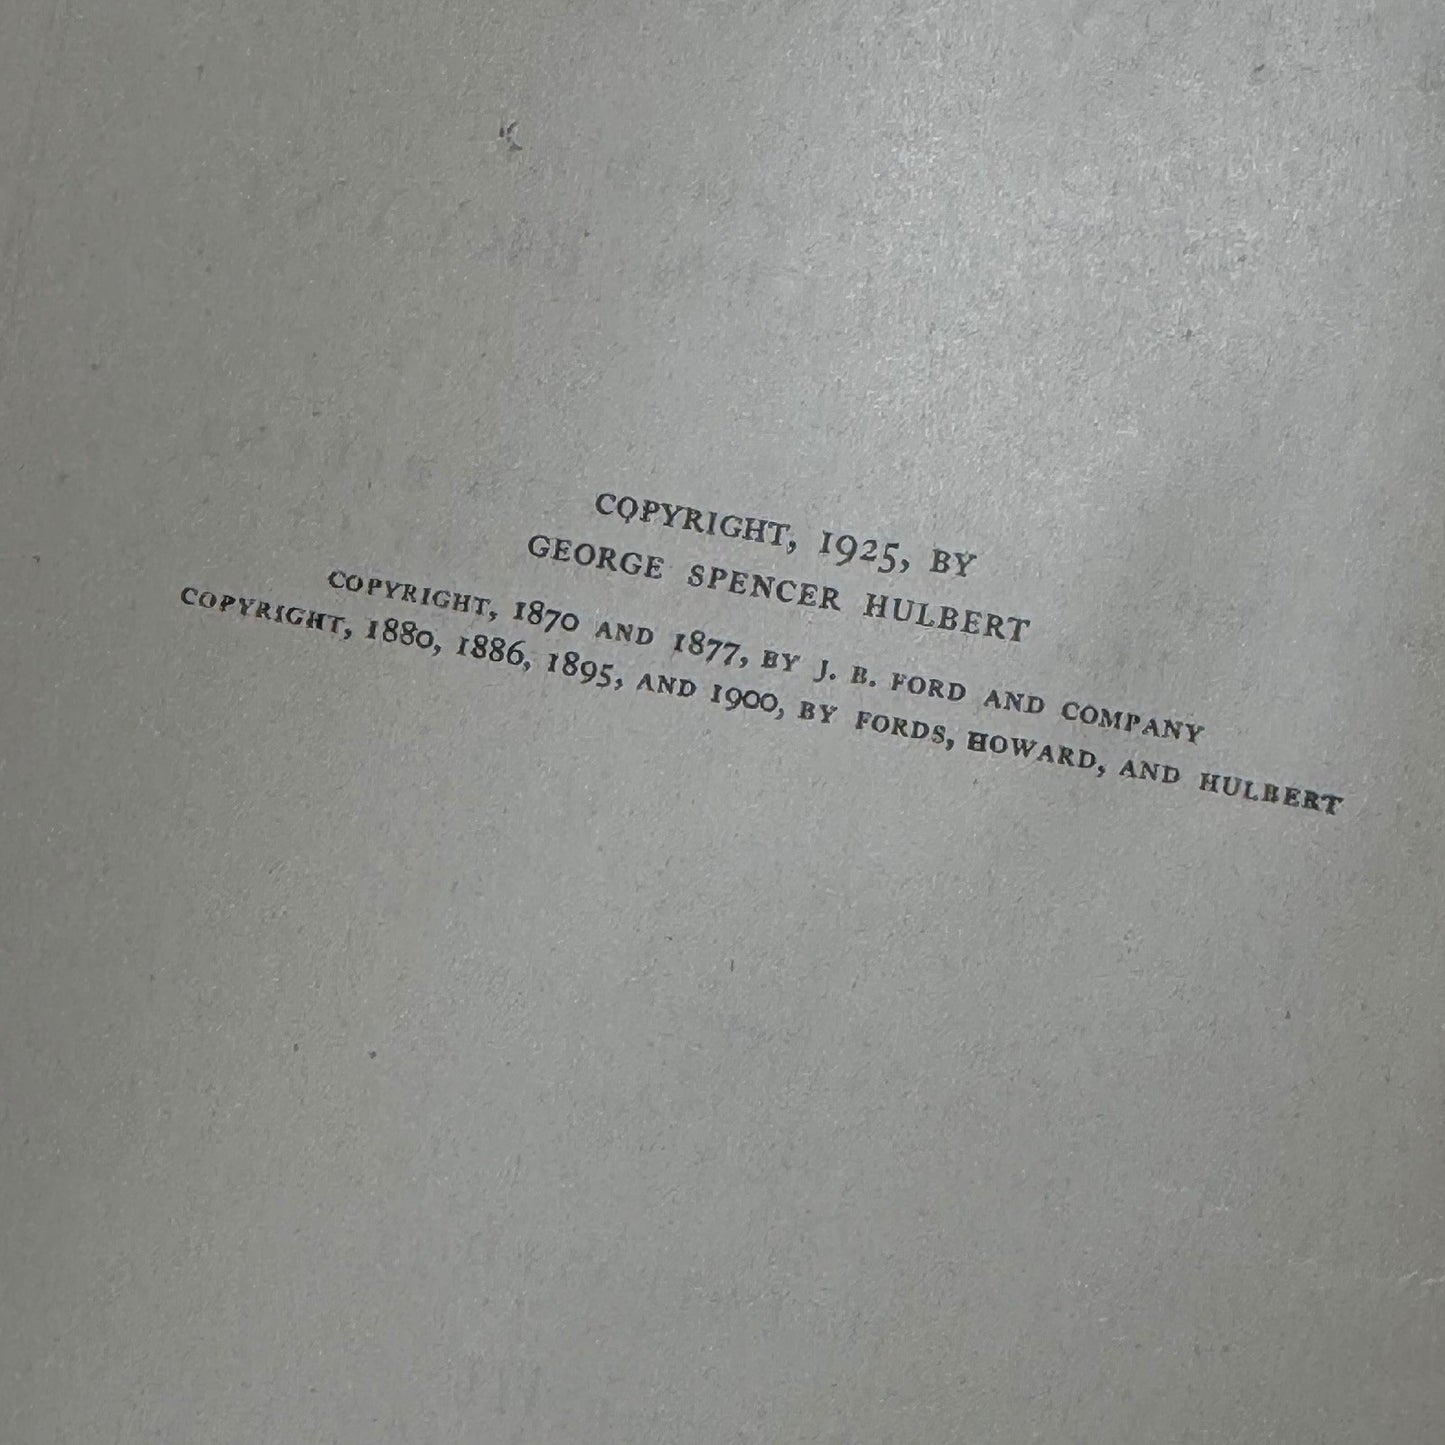 COPYRIGHT, 1925, BY
GEORGE SPENCER HULBERT
COPYRIGHT, 1870 AND 1877, BY J. B. FORD AND COMPANY
COPYRIGHT, 1880, 1886, 1895, AND 1900, BY FORDS, HOWARD, AND HULBERT